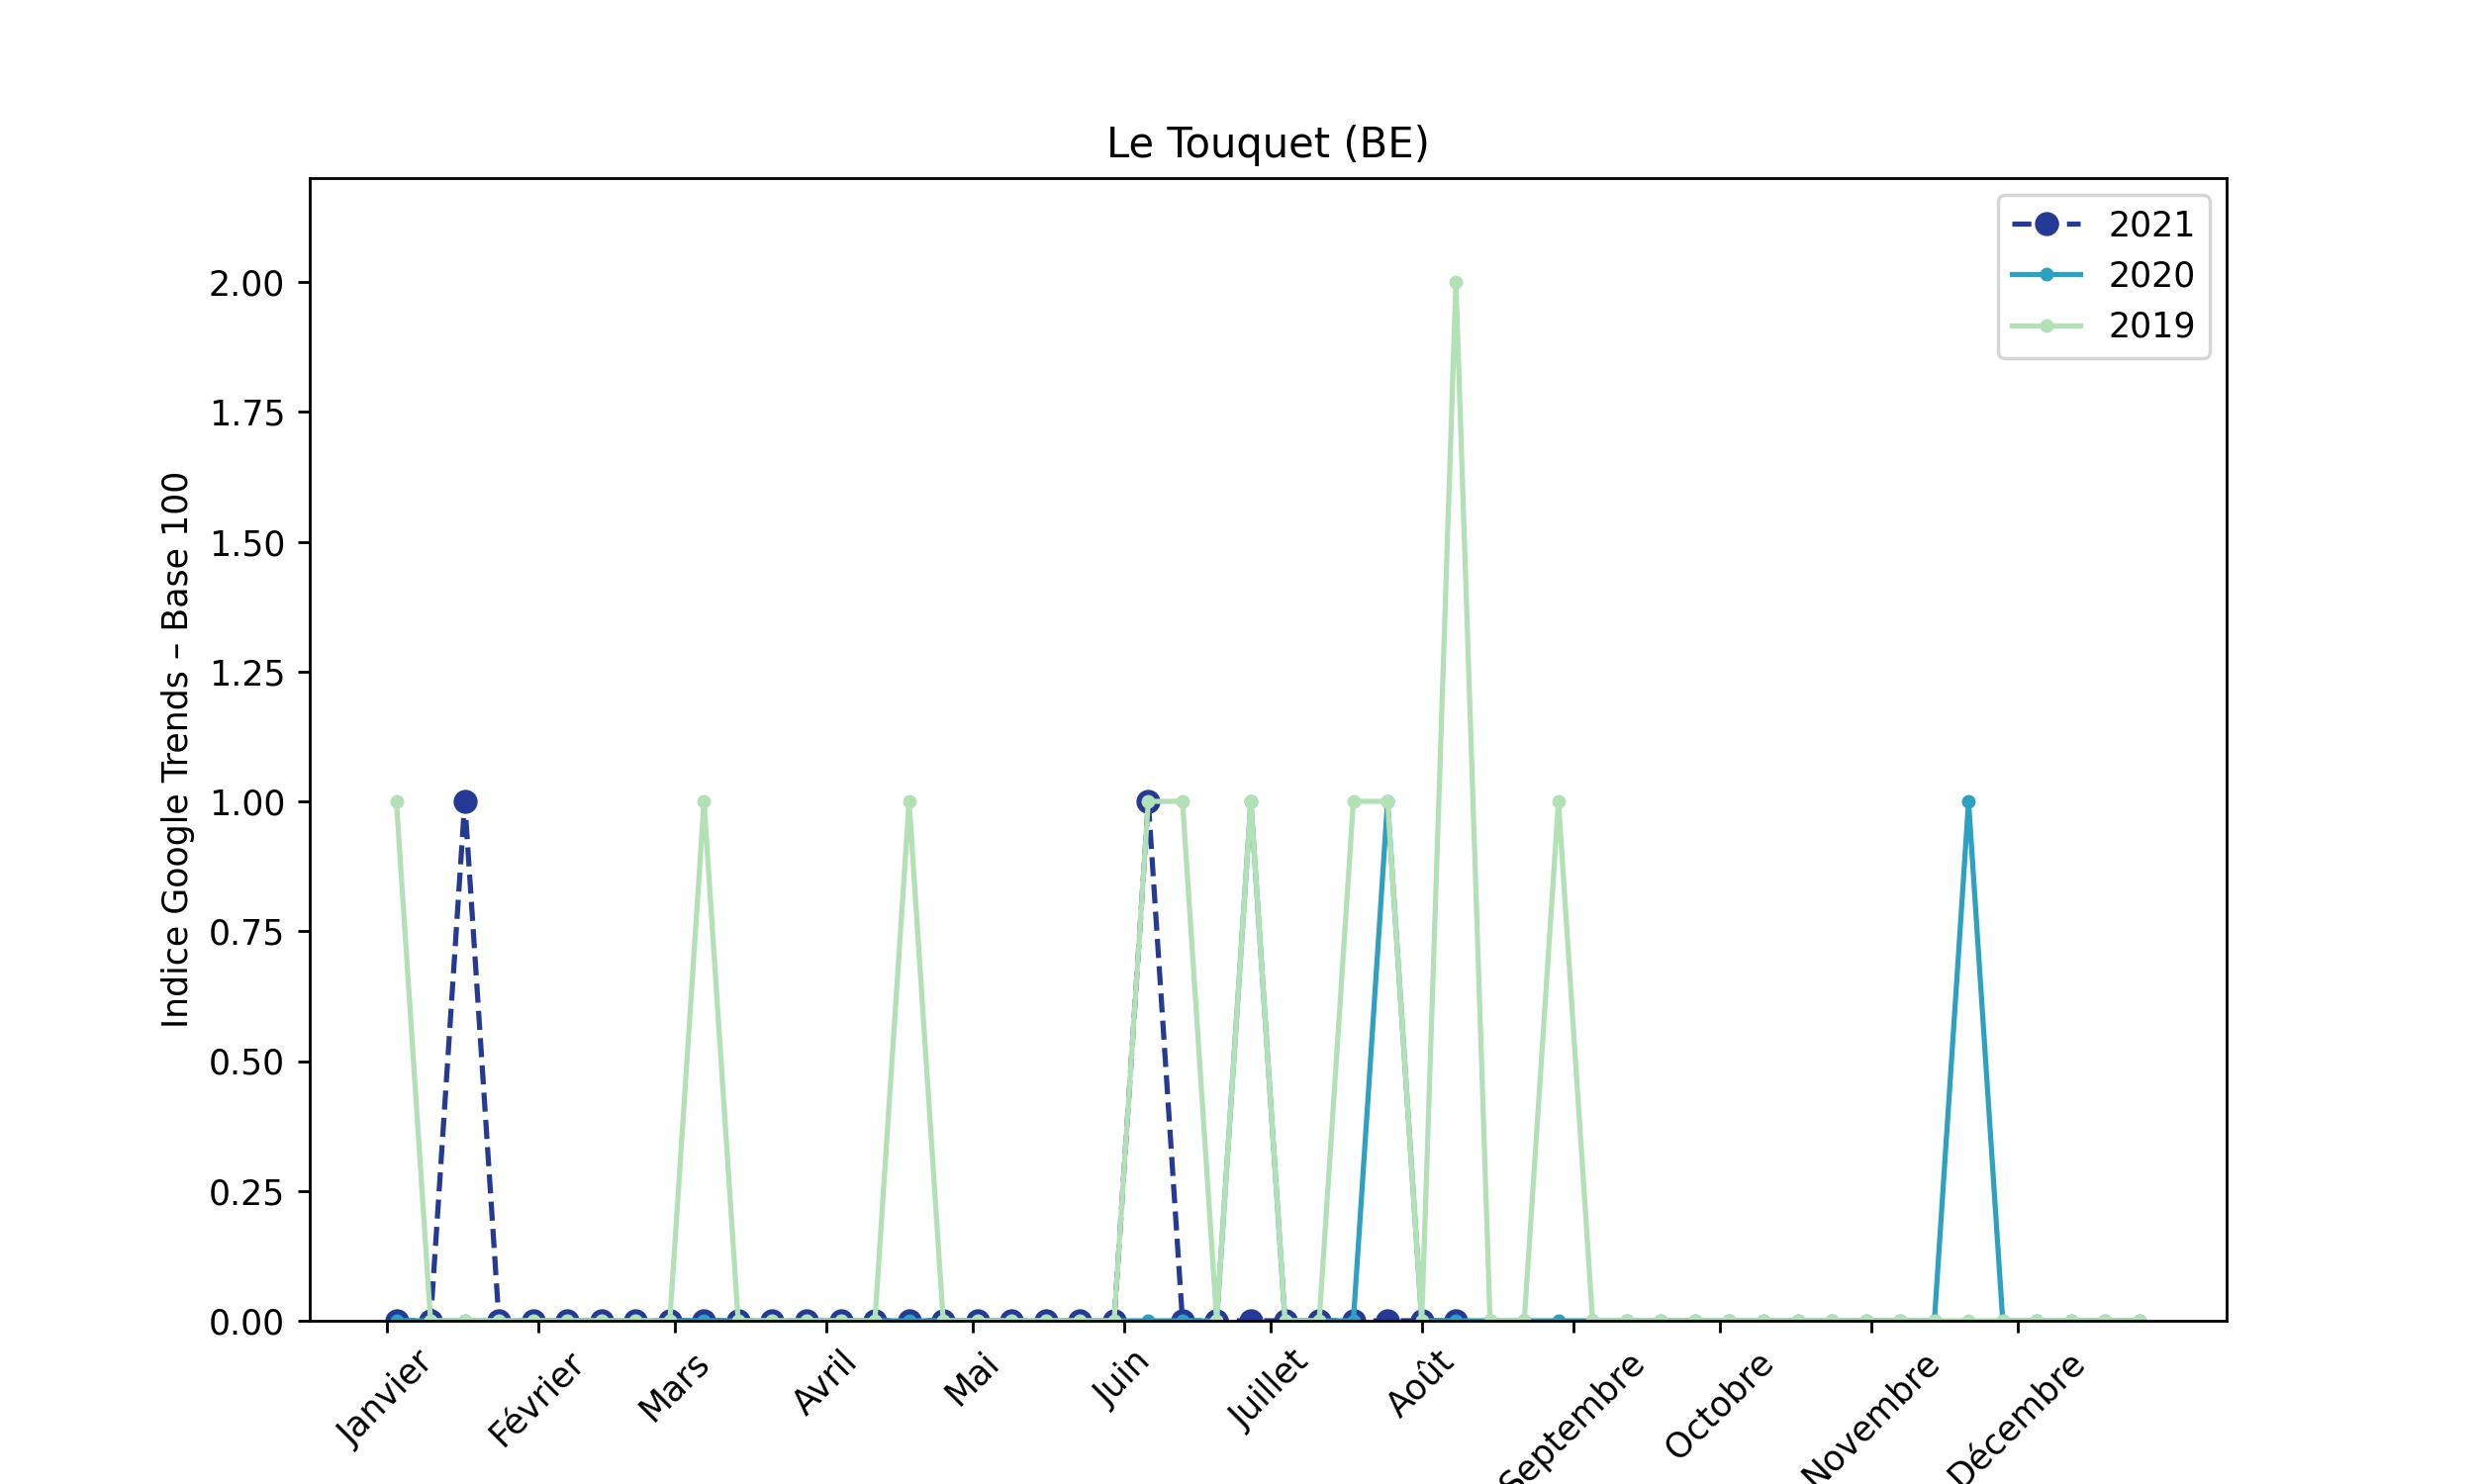 Le Touquet (BE)
2021
2020
2019
Indice Google Trends – Base 100
2.00
1.75
1.50
1.25
1.00
0.75
0.50
0.25
0.00
Janvier
Février
Mars
Avril
Mai
Juin
Juillet
Août
Septembre
Octobre
Novembre
Décembre